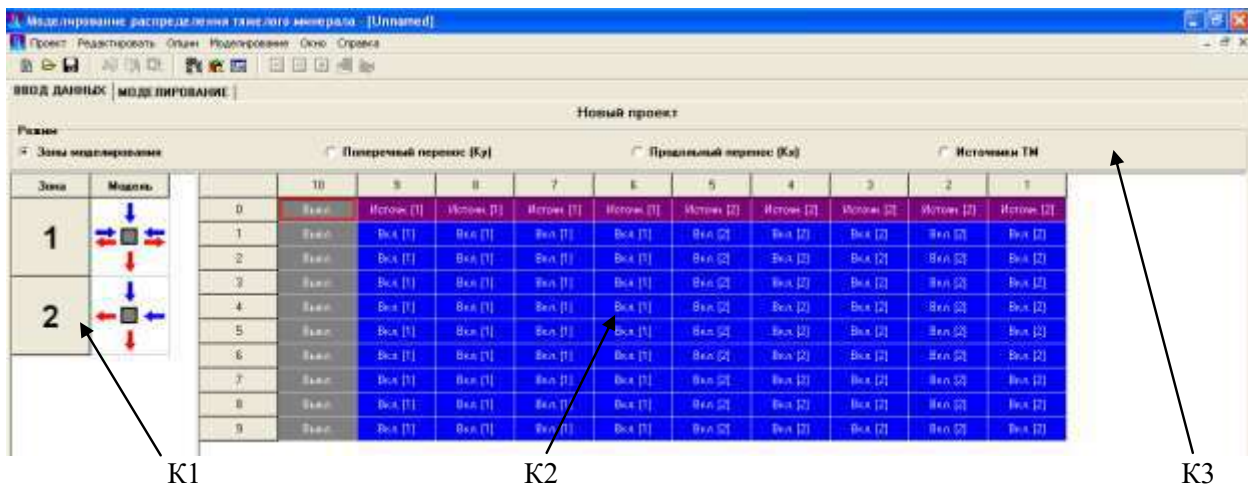 Моделирование распределения тяжелого минерала - [Unnamed]
Проект Редактировать Опции Моделирование Окно Справка
ВВОД ДАННЫХ МОДЕЛИРОВАНИЕ
Новый проект
Режим
Зоны моделирования Поперечный перенос (Ky) Продольный перенос (Kx) Источники ТМ
Зона Модель 10 9 8 7 6 5 4 3 2 1
0 Выкл. Источн. [1] Источн. [1] Источн. [1] Источн. [1] Источн. [2] Источн. [2] Источн. [2] Источн. [2] Источн. [2]
1 Выкл. Вкл. [1] Вкл. [1] Вкл. [1] Вкл. [1] Вкл. [2] Вкл. [2] Вкл. [2] Вкл. [2] Вкл. [2]
1
2 Выкл. Вкл. [1] Вкл. [1] Вкл. [1] Вкл. [1] Вкл. [2] Вкл. [2] Вкл. [2] Вкл. [2] Вкл. [2]
3 Выкл. Вкл. [1] Вкл. [1] Вкл. [1] Вкл. [1] Вкл. [2] Вкл. [2] Вкл. [2] Вкл. [2] Вкл. [2]
4 Выкл. Вкл. [1] Вкл. [1] Вкл. [1] Вкл. [1] Вкл. [2] Вкл. [2] Вкл. [2] Вкл. [2] Вкл. [2]
2
5 Выкл. Вкл. [1] Вкл. [1] Вкл. [1] Вкл. [1] Вкл. [2] Вкл. [2] Вкл. [2] Вкл. [2] Вкл. [2]
6 Выкл. Вкл. [1] Вкл. [1] Вкл. [1] Вкл. [1] Вкл. [2] Вкл. [2] Вкл. [2] Вкл. [2] Вкл. [2]
7 Выкл. Вкл. [1] Вкл. [1] Вкл. [1] Вкл. [1] Вкл. [2] Вкл. [2] Вкл. [2] Вкл. [2] Вкл. [2]
8 Выкл. Вкл. [1] Вкл. [1] Вкл. [1] Вкл. [1] Вкл. [2] Вкл. [2] Вкл. [2] Вкл. [2] Вкл. [2]
9 Выкл. Вкл. [1] Вкл. [1] Вкл. [1] Вкл. [1] Вкл. [2] Вкл. [2] Вкл. [2] Вкл. [2] Вкл. [2]
К1 К2 К3